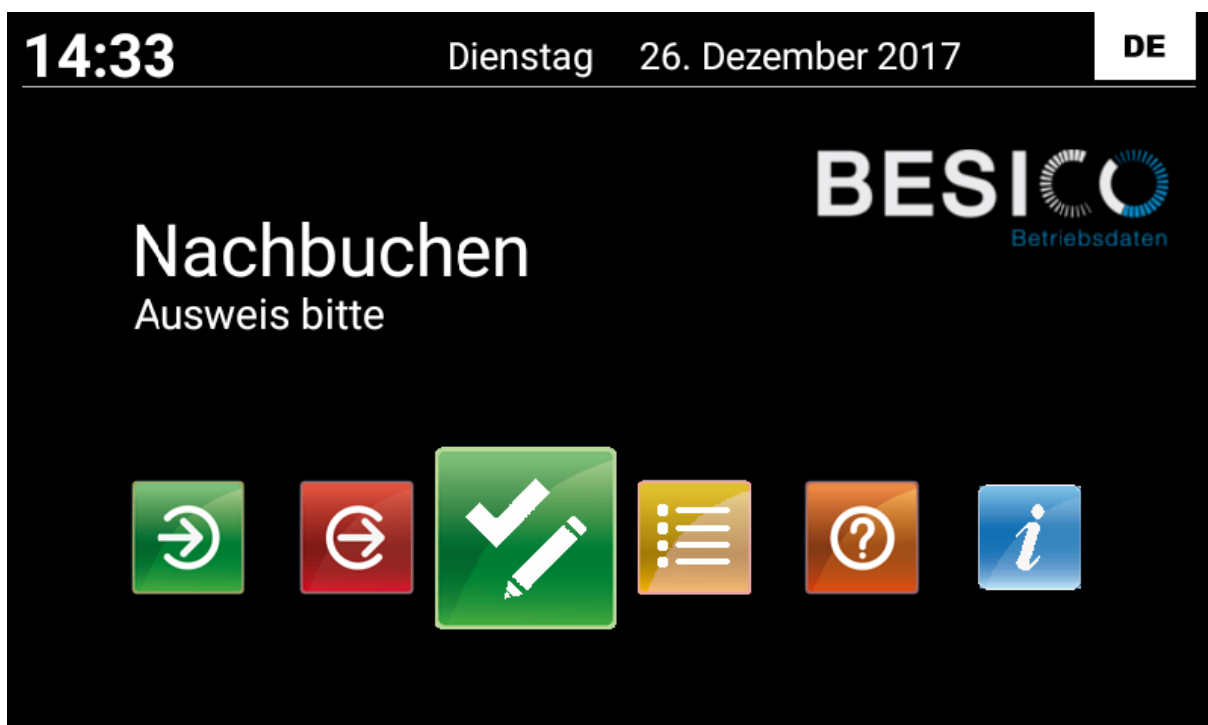 14:33 Dienstag 26. Dezember 2017 DE
BESICO
Betriebsdaten
Nachbuchen
Ausweis bitte